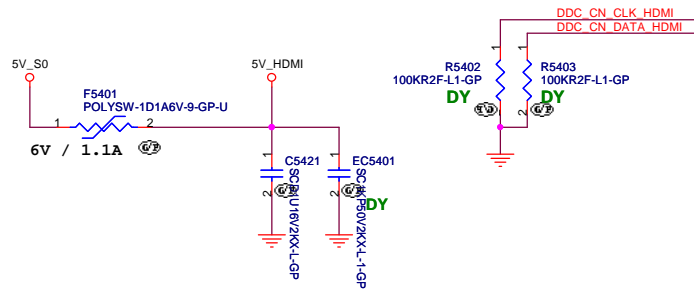 DDC_CN_CLK_HDMI
DDC_CN_DATA_HDMI
5V_S0
5V_HDMI
F5401
POLYSW-1D1A6V-9-GP-U
1
2
6V / 1.1A
G/P
R5402
100KR2F-L1-GP
DY
1
2
R5403
100KR2F-L1-GP
DY
1
2
G/P
C5421
1
2
EC5401
1
2
DY